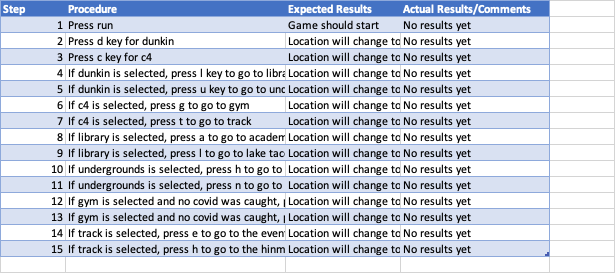 Step Procedure Expected Results Actual Results/Comments
1 Press run Game should start No results yet
2 Press d key for dunkin Location will change to No results yet
3 Press c key for c4 Location will change to No results yet
4 If dunkin is selected, press l key to go to libra Location will change to No results yet
5 If dunkin is selected, press u key to go to und Location will change to No results yet
6 If c4 is selected, press g to go to gym Location will change to No results yet
7 If c4 is selected, press t to go to track Location will change to No results yet
8 If library is selected, press a to go to academ Location will change to No results yet
9 If library is selected, press l to go to lake tac Location will change to No results yet
10 If undergrounds is selected, press h to go to Location will change to No results yet
11 If undergrounds is selected, press n to go to Location will change to No results yet
12 If gym is selected and no covid was caught, Location will change to No results yet
13 If gym is selected and no covid was caught, Location will change to No results yet
14 If track is selected, press e to go to the even Location will change to No results yet
15 If track is selected, press h to go to the hinm Location will change to No results yet